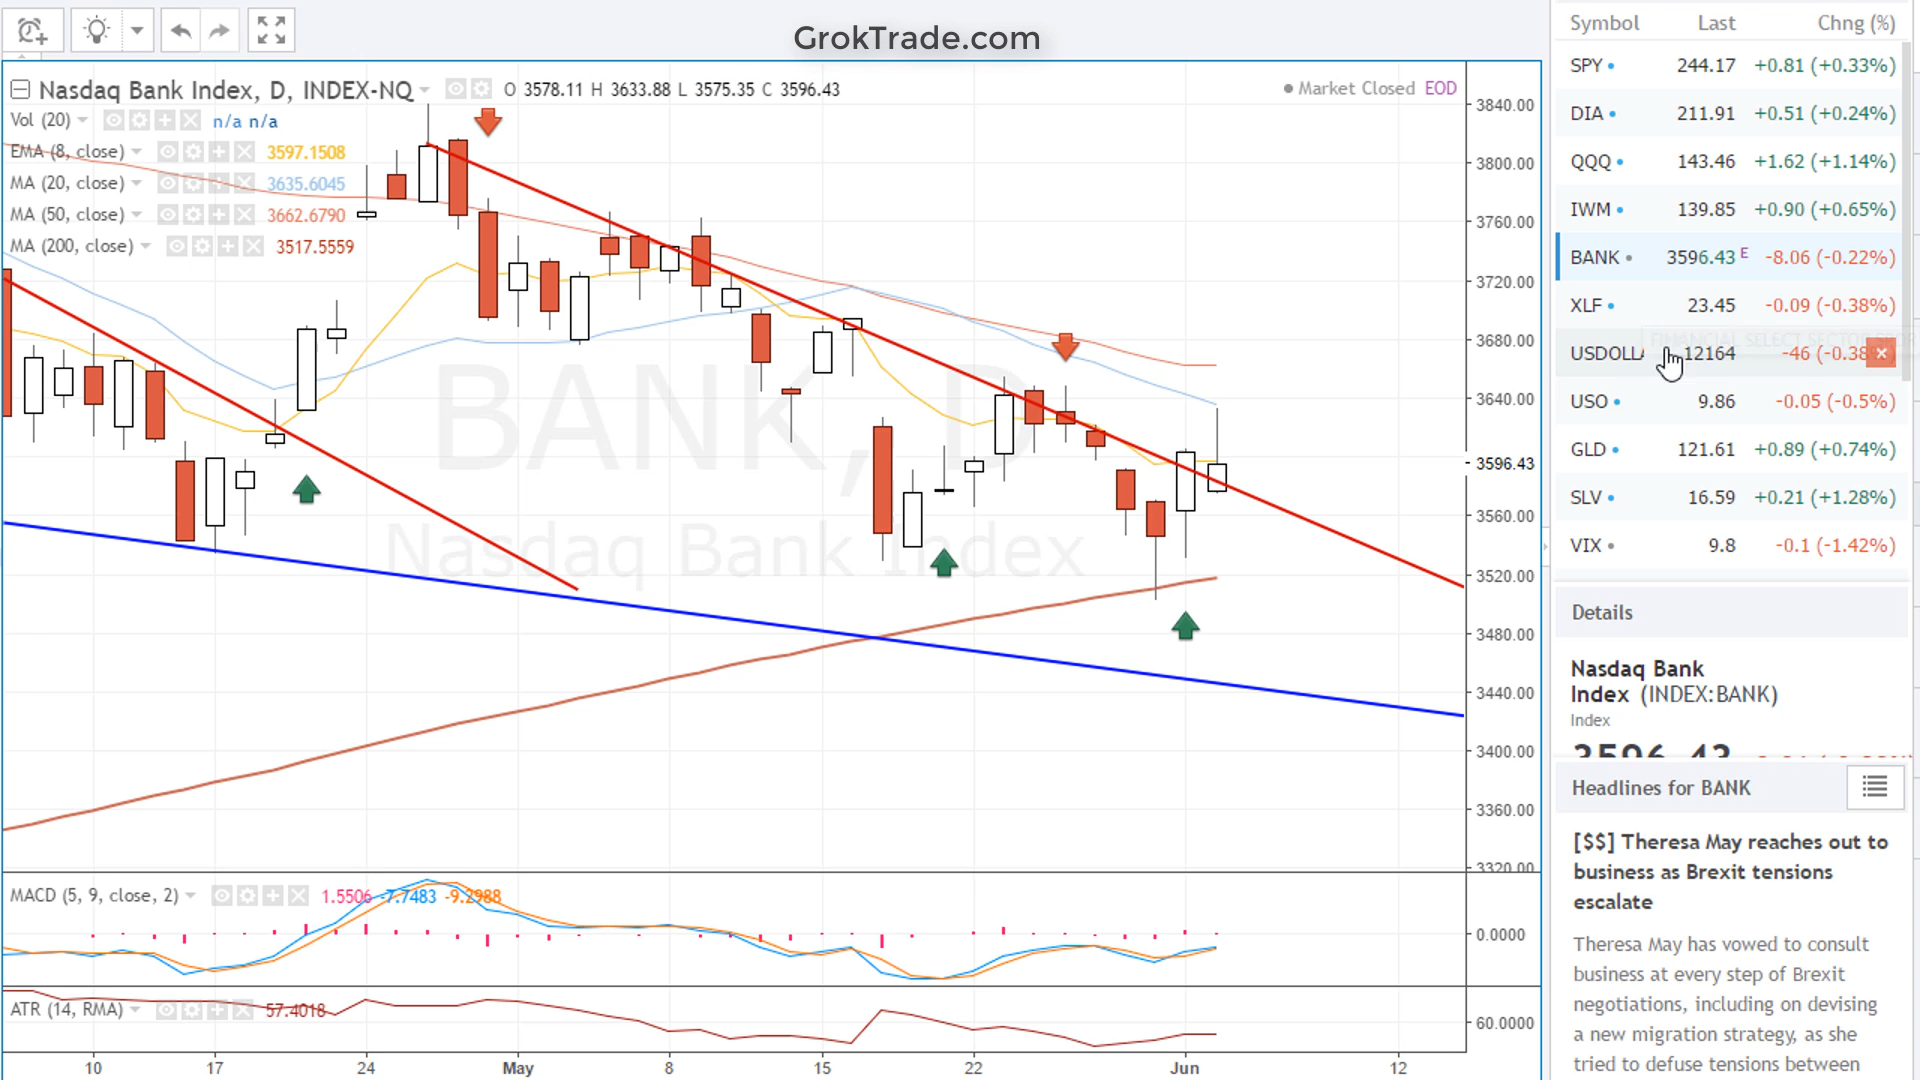 GrokTrade.com
Nasdaq Bank Index, D, INDEX-NQ
O 3578.11 H 3633.88 L 3575.35 C 3596.43
Market Closed EOD
Vol (20) n/a n/a
EMA (8, close) 3597.1508
MA (20, close) 3635.6045
MA (50, close) 3662.6790
MA (200, close) 3517.5559
BANK, D
Nasdaq Bank Index
3840.00
3800.00
3760.00
3720.00
3680.00
3640.00
3596.43
3560.00
3520.00
3480.00
3440.00
3400.00
3360.00
3320.00
MACD (5, 9, close, 2) 1.5506 -7.7483 -9.2988
0.0000
ATR (14, RMA) 57.4018
60.0000
10 17 24 May 8 15 22 Jun 12
Symbol Last Chng (%)
SPY 244.17 +0.81 (+0.33%)
DIA 211.91 +0.51 (+0.24%)
QQQ 143.46 +1.62 (+1.14%)
IWM 139.85 +0.90 (+0.65%)
BANK 3596.43 E -8.06 (-0.22%)
XLF 23.45 -0.09 (-0.38%)
FINANCIAL SELECT SECTOR
USDOLLA 12164 -46 (-0.38
USO 9.86 -0.05 (-0.5%)
GLD 121.61 +0.89 (+0.74%)
SLV 16.59 +0.21 (+1.28%)
VIX 9.8 -0.1 (-1.42%)
Details
Nasdaq Bank
Index (INDEX:BANK)
Index
3596.43
Headlines for BANK
[$$] Theresa May reaches out to
business as Brexit tensions
escalate
Theresa May has vowed to consult
business at every step of Brexit
negotiations, including on devising
a new migration strategy, as she
tried to defuse tensions between